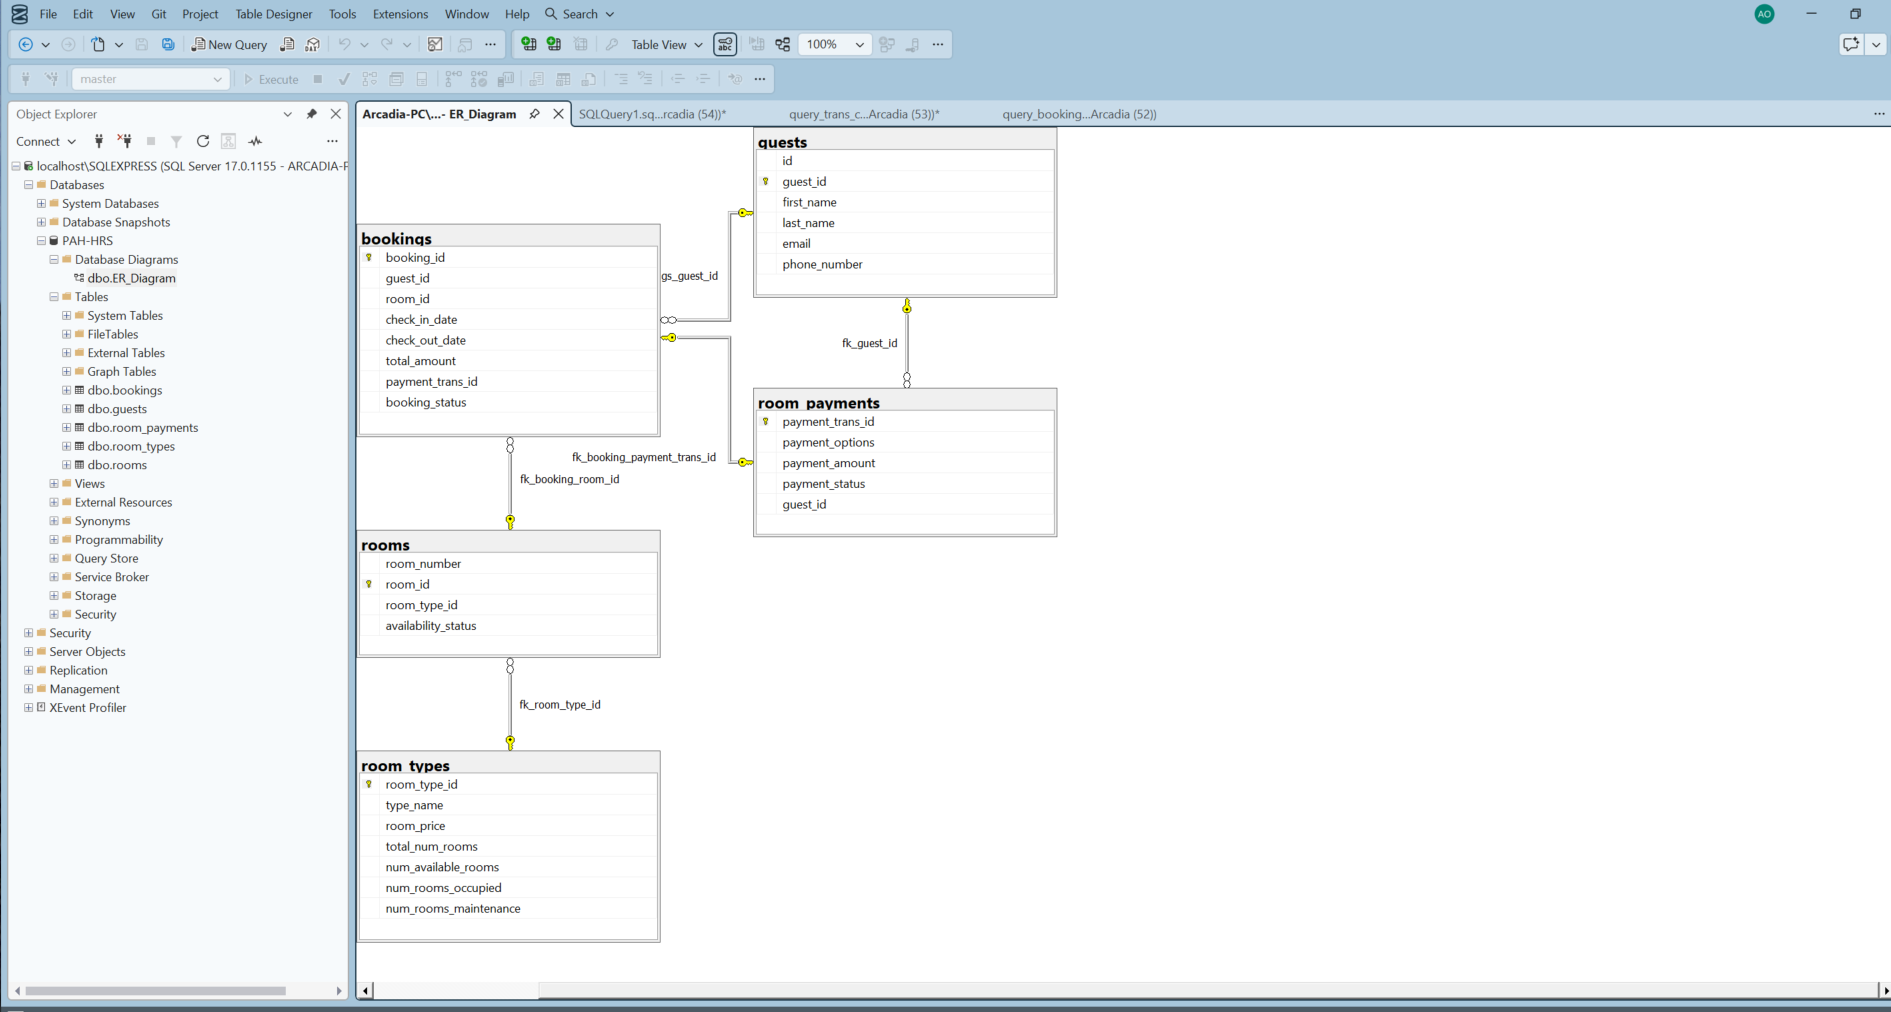 File Edit View Git Project Table Designer Tools Extensions Window Help Search
AO
New Query Table View abc 100%
master Execute
Object Explorer
Arcadia-PC\...- ER_Diagram SQLQuery1.sq...rcadia (54))* query_trans_c...Arcadia (53))* query_booking...Arcadia (52))
Connect
localhost\SQLEXPRESS (SQL Server 17.0.1155 - ARCADIA-P
Databases
System Databases
Database Snapshots
PAH-HRS
Database Diagrams
dbo.ER_Diagram
Tables
System Tables
FileTables
External Tables
Graph Tables
dbo.bookings
dbo.guests
dbo.room_payments
dbo.room_types
dbo.rooms
Views
External Resources
Synonyms
Programmability
Query Store
Service Broker
Storage
Security
Security
Server Objects
Replication
Management
XEvent Profiler
guests
id
guest_id
first_name
last_name
email
phone_number
bookings
booking_id
guest_id
room_id
check_in_date
check_out_date
total_amount
payment_trans_id
booking_status
gs_guest_id
fk_guest_id
room_payments
payment_trans_id
payment_options
payment_amount
payment_status
guest_id
fk_booking_payment_trans_id
fk_booking_room_id
rooms
room_number
room_id
room_type_id
availability_status
fk_room_type_id
room_types
room_type_id
type_name
room_price
total_num_rooms
num_available_rooms
num_rooms_occupied
num_rooms_maintenance